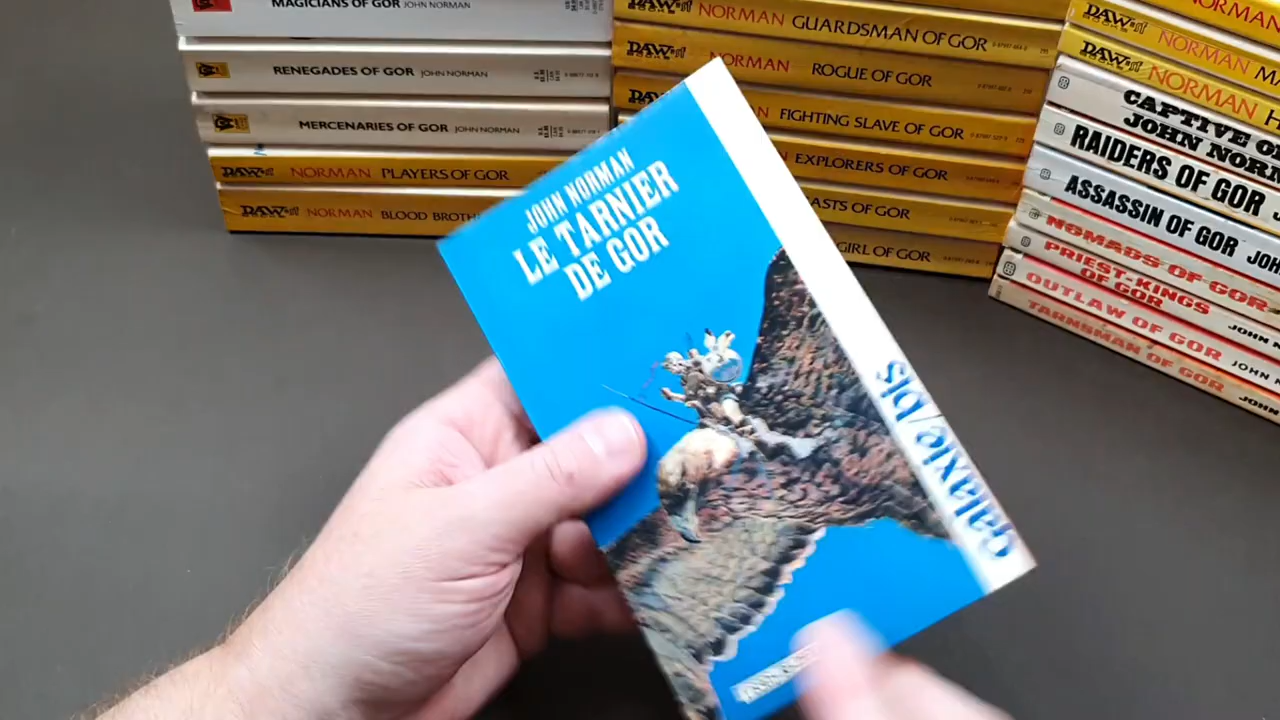 MAGICIANS OF GOR JOHN NORMAN
RENEGADES OF GOR JOHN NORMAN
MERCENARIES OF GOR JOHN NORMAN
DAW NORMAN PLAYERS OF GOR
DAW NORMAN BLOOD BROTH
NORMAN GUARDSMAN OF GOR
DAW NORMAN ROGUE OF GOR
DAW FIGHTING SLAVE OF GOR
EXPLORERS OF GOR
ASTS OF GOR
GIRL OF GOR
NORMAN
DAW NORMAN MA
DAW NORMAN H
CAPTIVE G
JOHN NORM
RAIDERS OF GOR J
ASSASSIN OF GOR JOH
NOMADS OF GOR
PRIEST-KINGS
OF GOR JOHN N
OUTLAW OF GOR JOHN
TARNSMAN OF GOR JOHN
JOHN NORMAN
LE TARNIER
DE GOR
galaxie/bis